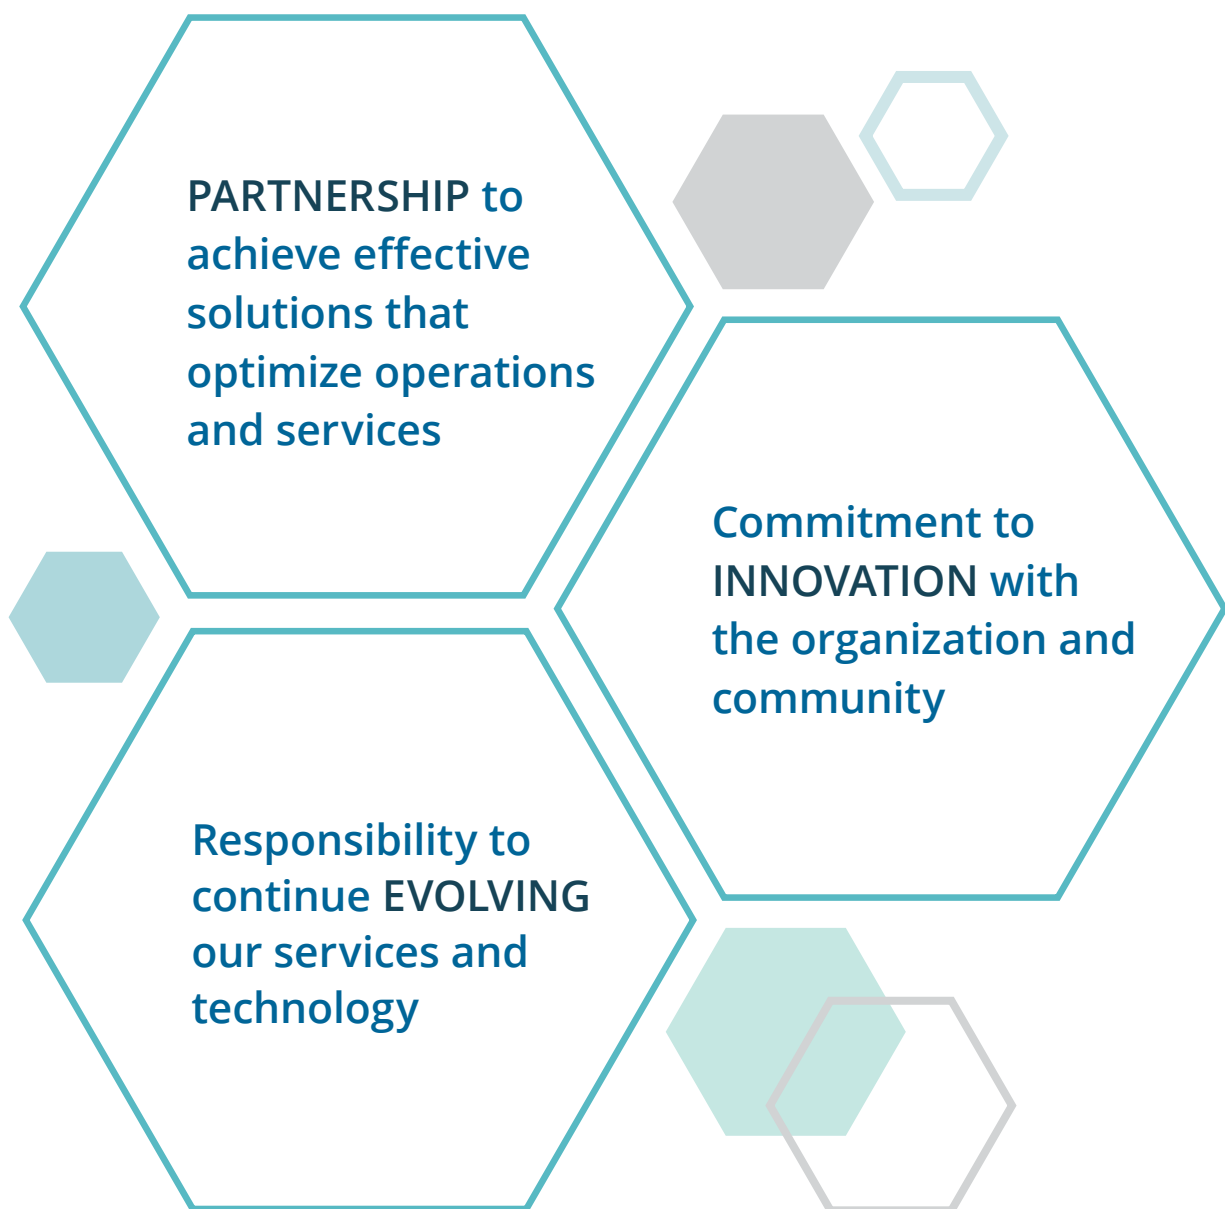 PARTNERSHIP to
achieve effective
solutions that
optimize operations
and services
Commitment to
INNOVATION with
the organization and
community
Responsibility to
continue EVOLVING
our services and
technology